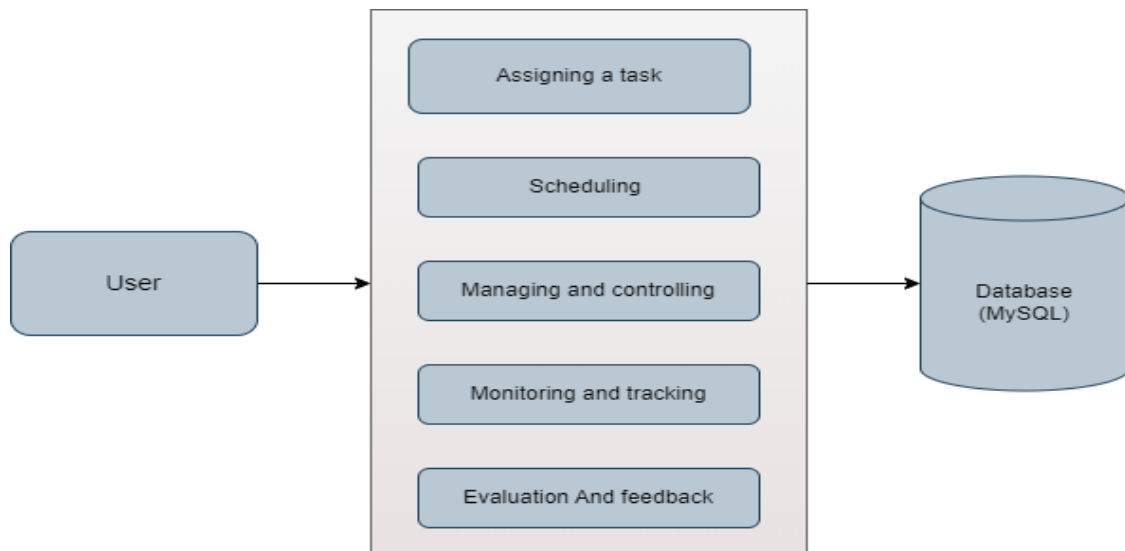 Assigning a task
Scheduling
User
Managing and controlling
Database
(MySQL)
Monitoring and tracking
Evaluation And feedback